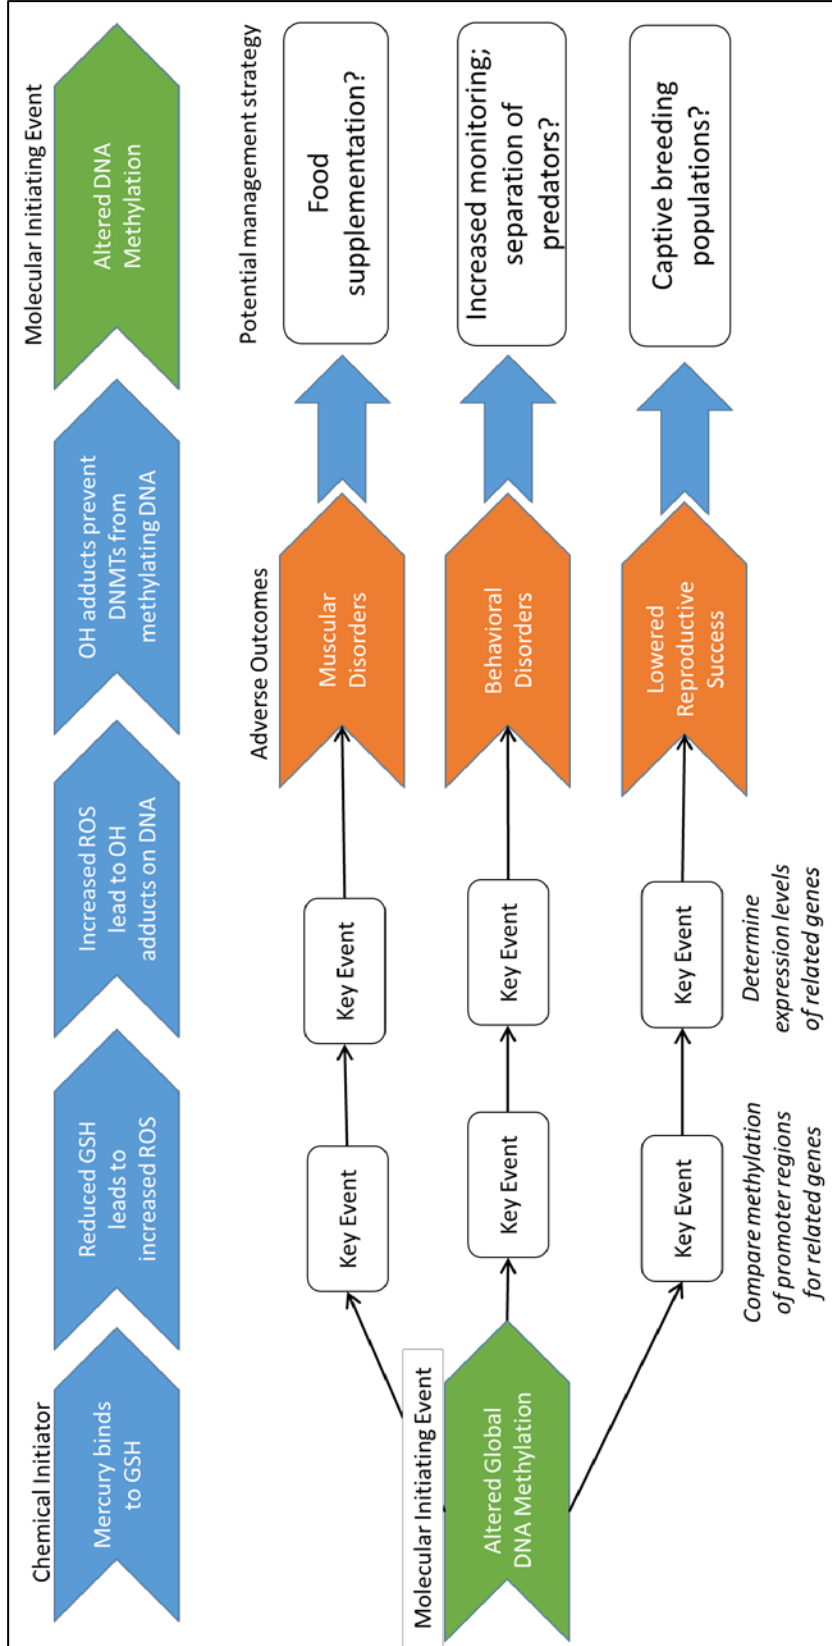 Chemical Initiator
Molecular Initiating Event
Mercury binds
to GSH
Reduced GSH
leads to
increased ROS
Increased ROS
lead to OH
adducts on DNA
OH adducts prevent
DNMTs from
methylating DNA
Altered DNA
Methylation
Adverse Outcomes
Potential management strategy
Key Event
Key Event
Muscular
Disorders
Food
supplementation?
Molecular Initiating Event
Altered Global
DNA Methylation
Key Event
Key Event
Behavioral
Disorders
Increased monitoring;
separation of
predators?
Key Event
Key Event
Lowered
Reproductive
Success
Captive breeding
populations?
Compare methylation
of promoter regions
for related genes
Determine
expression levels
of related genes